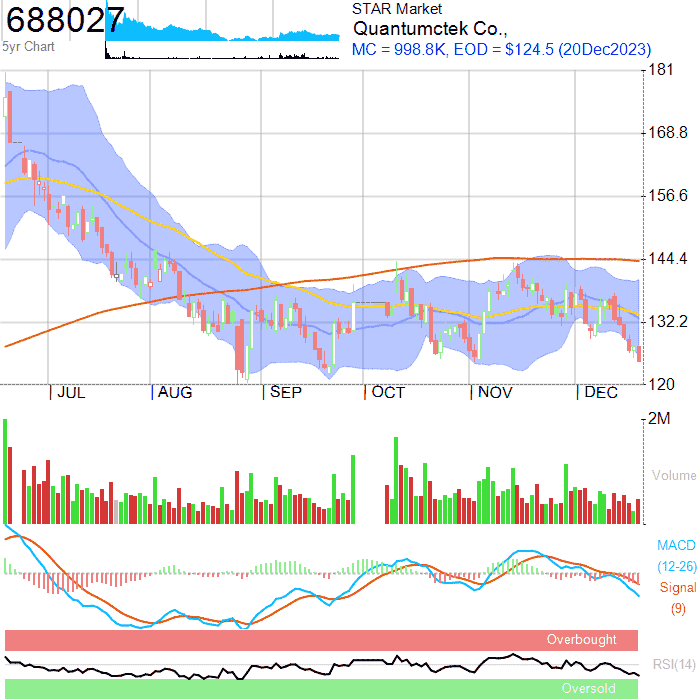 688027
5yr Chart
STAR Market
Quantumctek Co.,
MC = 998.8K, EOD = $124.5 (20Dec2023)
181
168.8
156.6
144.4
132.2
120
JUL AUG SEP OCT NOV DEC
2M
Volume
MACD
(12-26)
Signal
(9)
Overbought
RSI(14)
Oversold